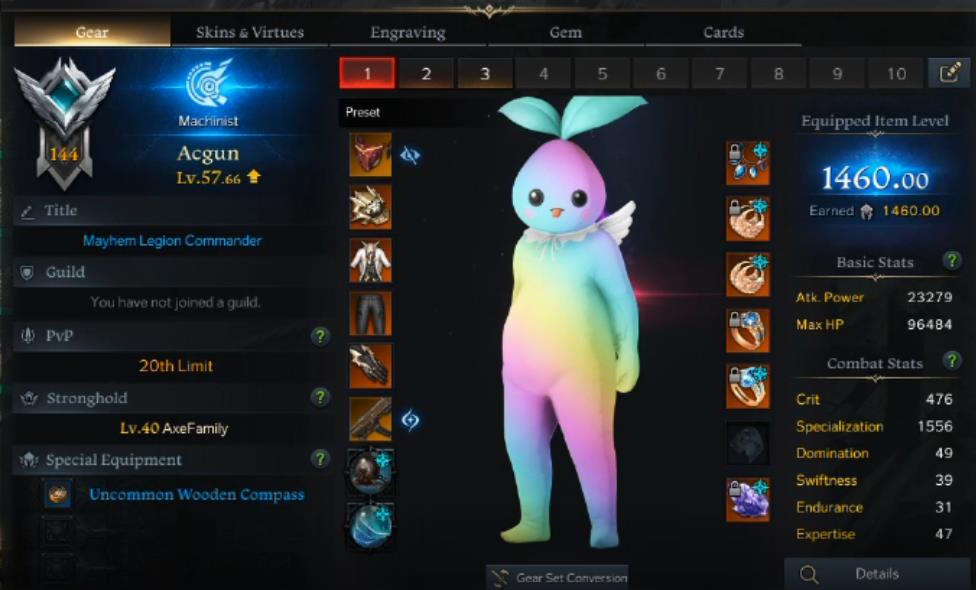 Gear
Skins & Virtues
Engraving
Gem
Cards
144
Machinist
Acgun
Lv.57.66
Title
Mayhem Legion Commander
Guild
You have not joined a guild.
PvP ?
20th Limit
Stronghold ?
Lv.40 AxeFamily
Special Equipment ?
Uncommon Wooden Compass
1 2 3 4 5 6 7 8 9 10
Preset
Gear Set Conversion
Equipped Item Level
1460.00
Earned 1460.00
Basic Stats ?
Atk. Power 23279
Max HP 96484
Combat Stats ?
Crit 476
Specialization 1556
Domination 49
Swiftness 39
Endurance 31
Expertise 47
Details